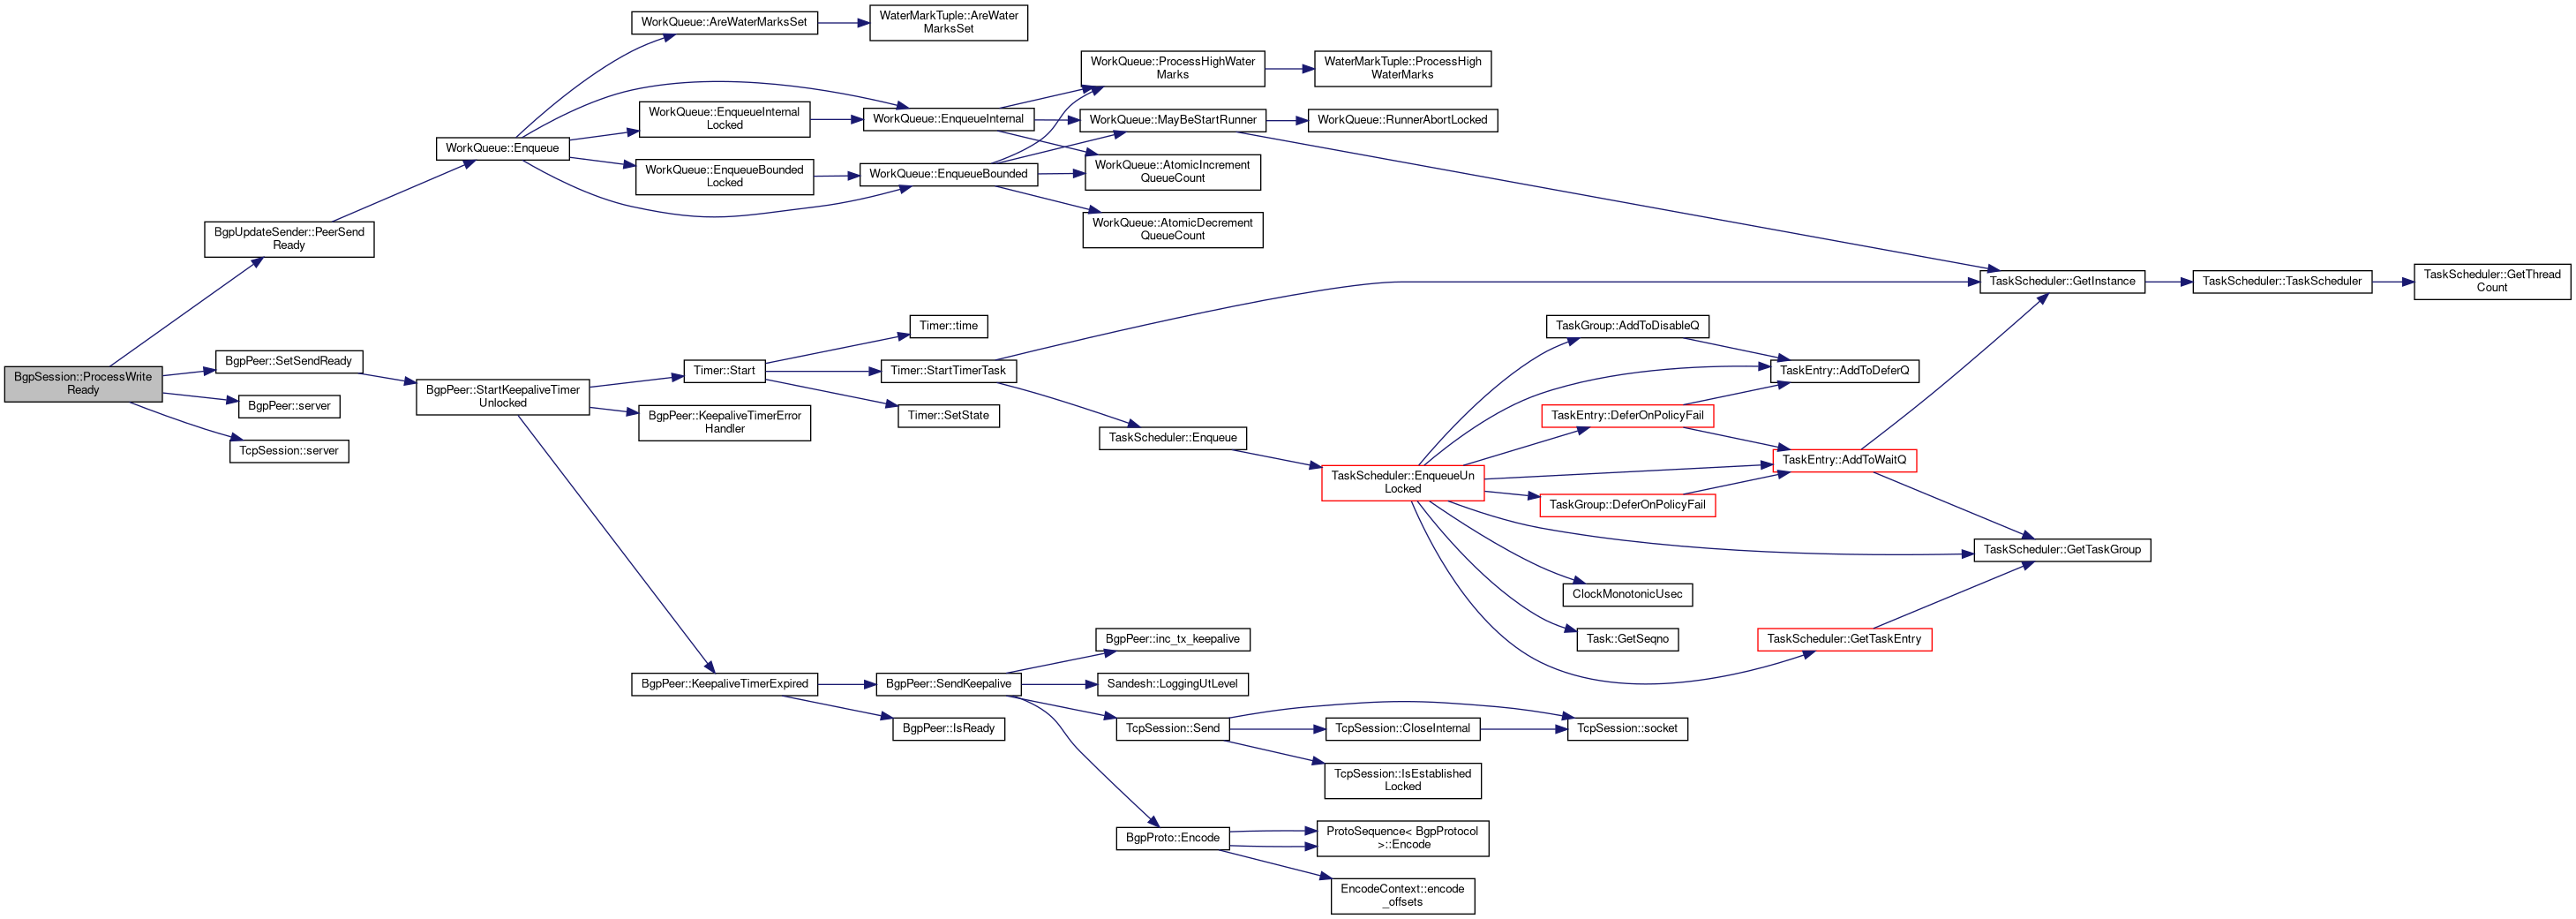 BgpSession::ProcessWrite
Ready
BgpUpdateSender::PeerSend
Ready
BgpPeer::SetSendReady
BgpPeer::server
TcpSession::server
WorkQueue::Enqueue
BgpPeer::StartKeepaliveTimer
Unlocked
WorkQueue::AreWaterMarksSet
WorkQueue::EnqueueInternal
Locked
WorkQueue::EnqueueBounded
Locked
Timer::Start
BgpPeer::KeepaliveTimerError
Handler
BgpPeer::KeepaliveTimerExpired
WaterMarkTuple::AreWater
MarksSet
WorkQueue::EnqueueInternal
WorkQueue::EnqueueBounded
Timer::time
Timer::StartTimerTask
Timer::SetState
BgpPeer::SendKeepalive
BgpPeer::IsReady
WorkQueue::ProcessHighWater
Marks
WorkQueue::MayBeStartRunner
WorkQueue::AtomicIncrement
QueueCount
WorkQueue::AtomicDecrement
QueueCount
TaskScheduler::Enqueue
BgpPeer::inc_tx_keepalive
Sandesh::LoggingUtLevel
TcpSession::Send
BgpProto::Encode
WaterMarkTuple::ProcessHigh
WaterMarks
WorkQueue::RunnerAbortLocked
TaskScheduler::EnqueueUn
Locked
TcpSession::CloseInternal
TcpSession::IsEstablished
Locked
ProtoSequence< BgpProtocol
>::Encode
EncodeContext::encode
_offsets
TaskGroup::AddToDisableQ
TaskEntry::DeferOnPolicyFail
TaskGroup::DeferOnPolicyFail
ClockMonotonicUsec
Task::GetSeqno
TcpSession::socket
TaskEntry::AddToDeferQ
TaskEntry::AddToWaitQ
TaskScheduler::GetTaskEntry
TaskScheduler::GetInstance
TaskScheduler::GetTaskGroup
TaskScheduler::TaskScheduler
TaskScheduler::GetThread
Count